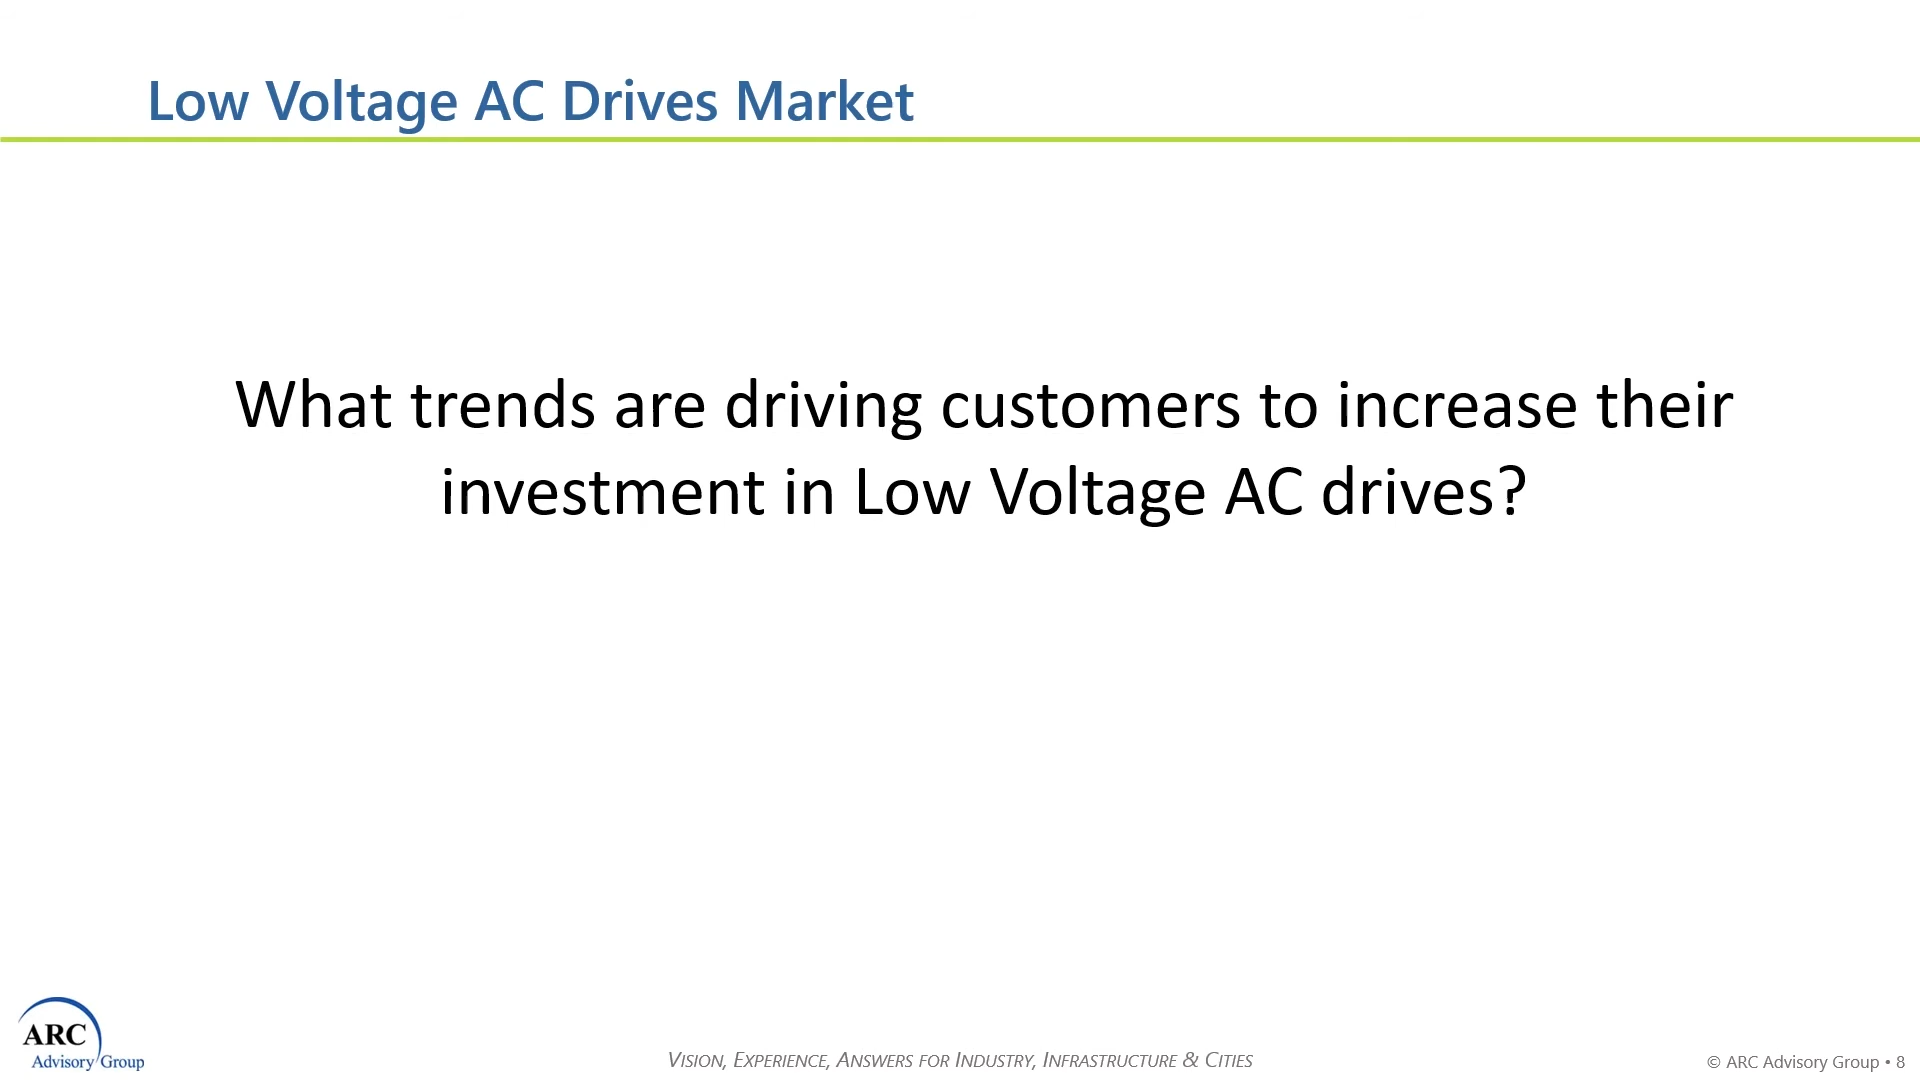 Low Voltage AC Drives Market
What trends are driving customers to increase their
investment in Low Voltage AC drives?
ARC
Advisory Group
VISION, EXPERIENCE, ANSWERS FOR INDUSTRY, INFRASTRUCTURE & CITIES
© ARC Advisory Group • 8